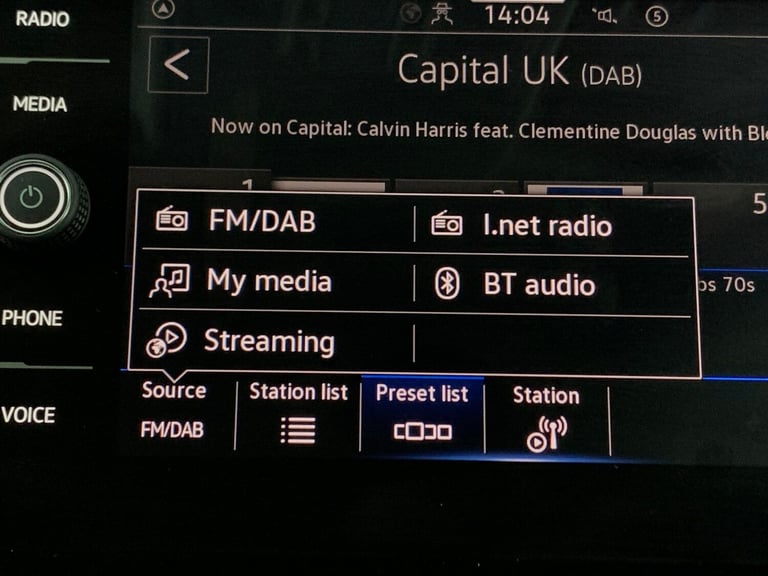 RADIO
14:04
5
MEDIA
Capital UK (DAB)
Now on Capital: Calvin Harris feat. Clementine Douglas with
1
5
FM/DAB
I.net radio
My media
BT audio
70s
Streaming
PHONE
Source
Station list
Preset list
Station
VOICE
FM/DAB